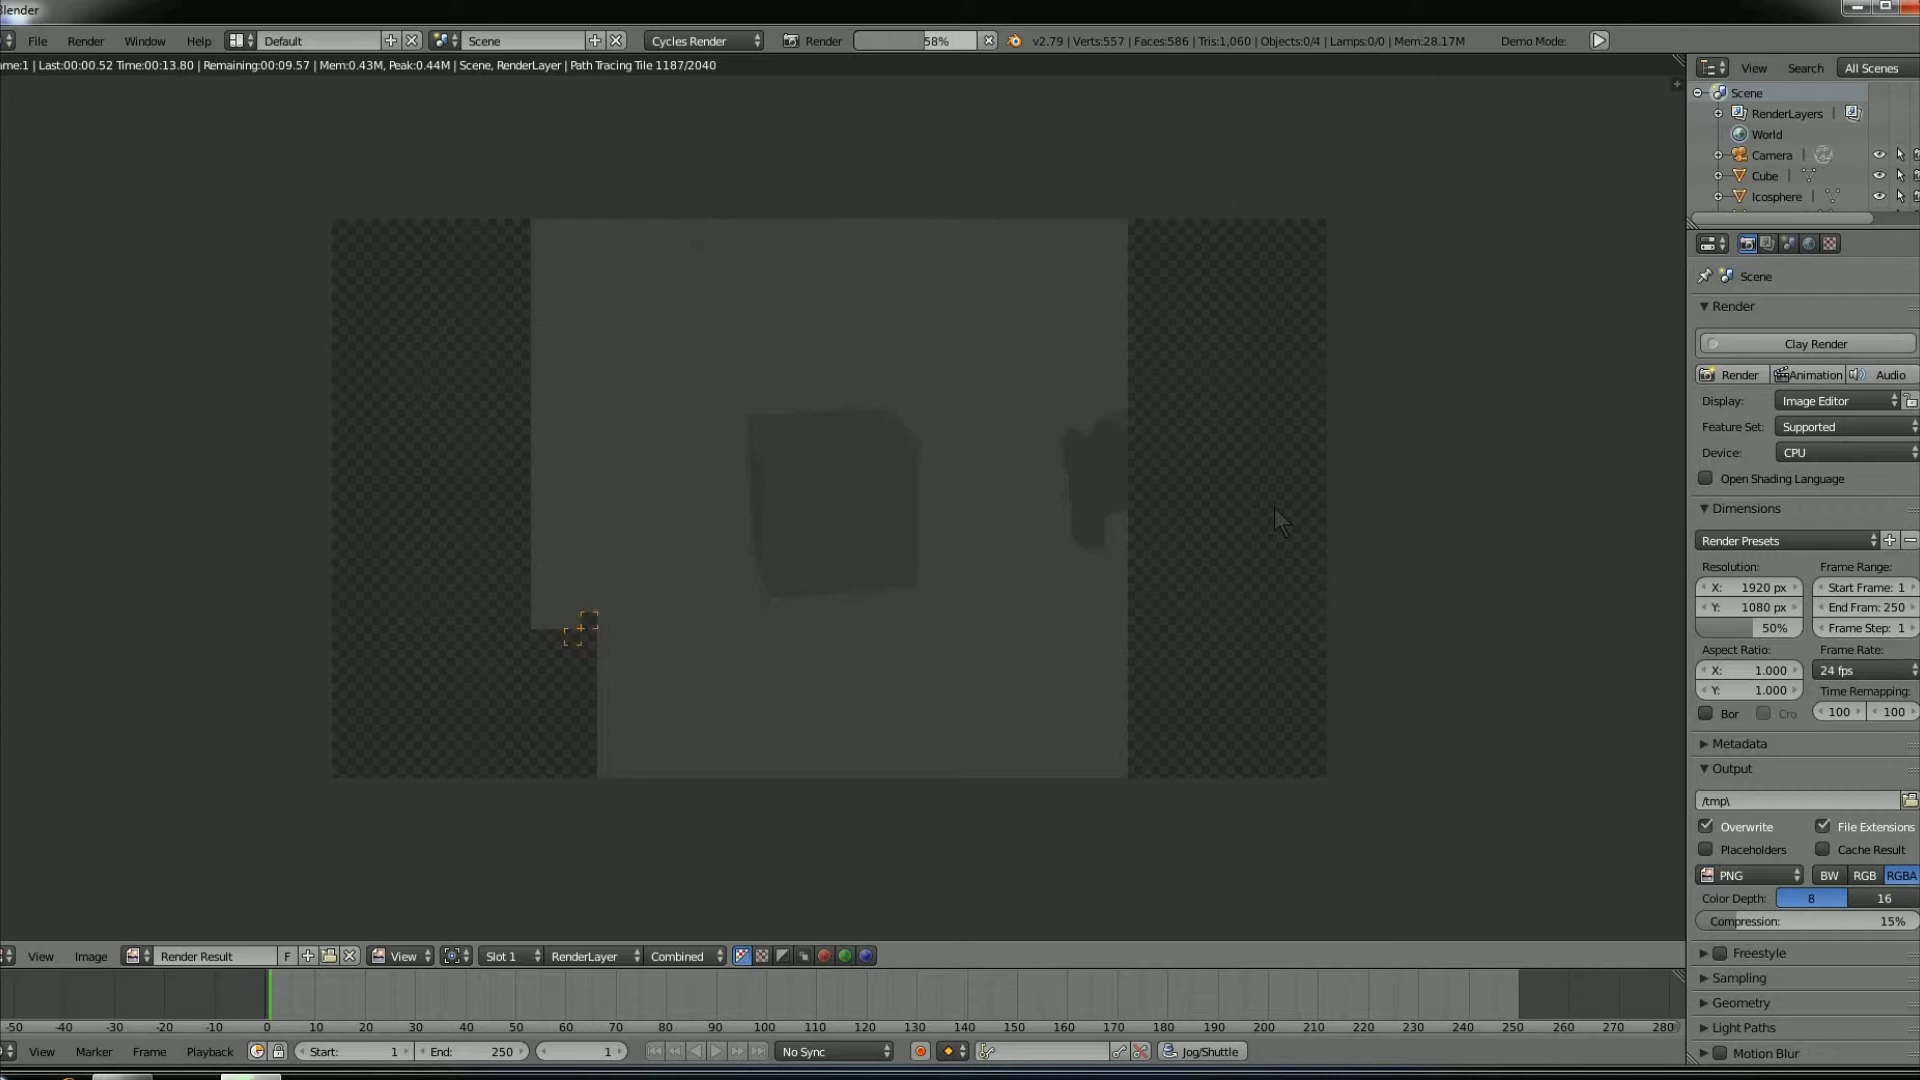 Blender
File Render Window Help Default Scene Cycles Render Render 58% v2.79 | Verts:557 | Faces:586 | Tris:1,060 | Objects:0/4 | Lamps:0/0 | Mem:28.17M Demo Mode:
ame:1 | Last:00:00.52 Time:00:13.80 | Remaining:00:09.57 | Mem:0.43M, Peak:0.44M | Scene, RenderLayer | Path Tracing Tile 1187/2040
View Search All Scenes
Scene
RenderLayers
World
Camera
Cube
Icosphere
Scene
Render
Clay Render
Render Animation Audio
Display: Image Editor
Feature Set: Supported
Device: CPU
Open Shading Language
Dimensions
Render Presets
Resolution: Frame Range:
X: 1920 px Start Frame: 1
Y: 1080 px End Fram: 250
50% Frame Step: 1
Aspect Ratio: Frame Rate:
X: 1.000 24 fps
Y: 1.000 Time Remapping:
Bor Cro 100 100
Metadata
Output
/tmp\
Overwrite File Extensions
Placeholders Cache Result
PNG BW RGB RGBA
Color Depth: 8 16
Compression: 15%
Freestyle
Sampling
Geometry
Light Paths
Motion Blur
View Image Render Result F View Slot 1 RenderLayer Combined
-50 -40 -30 -20 -10 0 10 20 30 40 50 60 70 80 90 100 110 120 130 140 150 160 170 180 190 200 210 220 230 240 250 260 270 280
View Marker Frame Playback Start: 1 End: 250 1 No Sync Jog/Shuttle